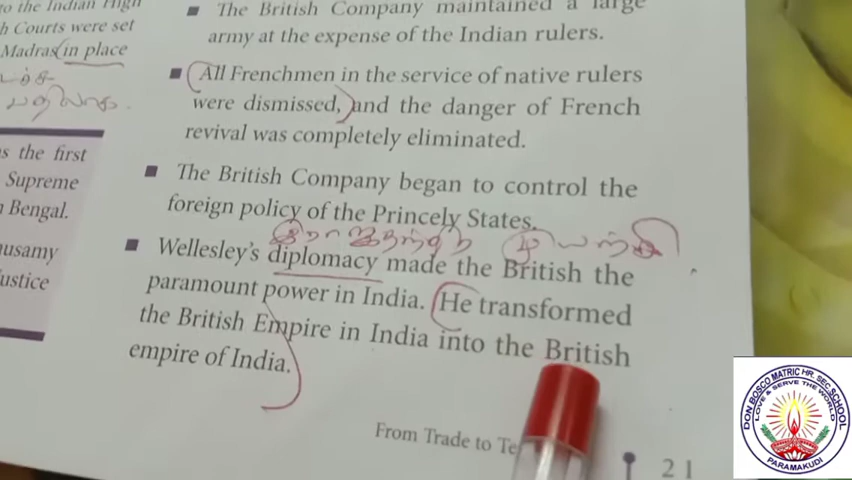 to the Indian High
h Courts were set
Madras in place
பதிலாக
s the first
Supreme
Bengal.
usamy
ustice
The British Company maintained a large
army at the expense of the Indian rulers.
All Frenchmen in the service of native rulers
were dismissed, and the danger of French
revival was completely eliminated.
The British Company began to control the
foreign policy of the Princely States.
இராஜதந்திர முயற்சி
Wellesley's diplomacy made the British the
paramount power in India. He transformed
the British Empire in India into the British
empire of India.
From Trade to Te
21
DON BOSCO MATRIC HR. SEC. SCHOOL
LOVE & SERVE THE WORLD
PARAMAKUDI